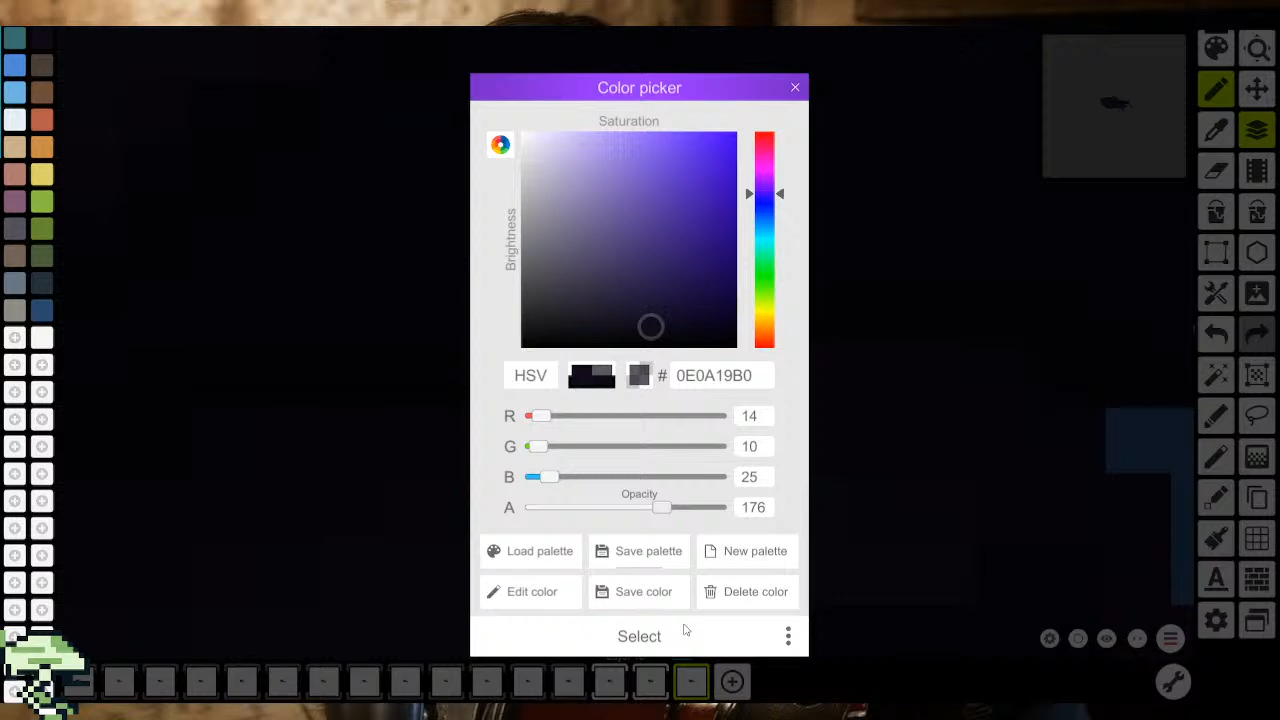 Color picker
Saturation
Brightness
HSV
# 0E0A19B0
R 14
G 10
B 25
Opacity
A 176
Load palette
Save palette
New palette
Edit color
Save color
Delete color
Select
A